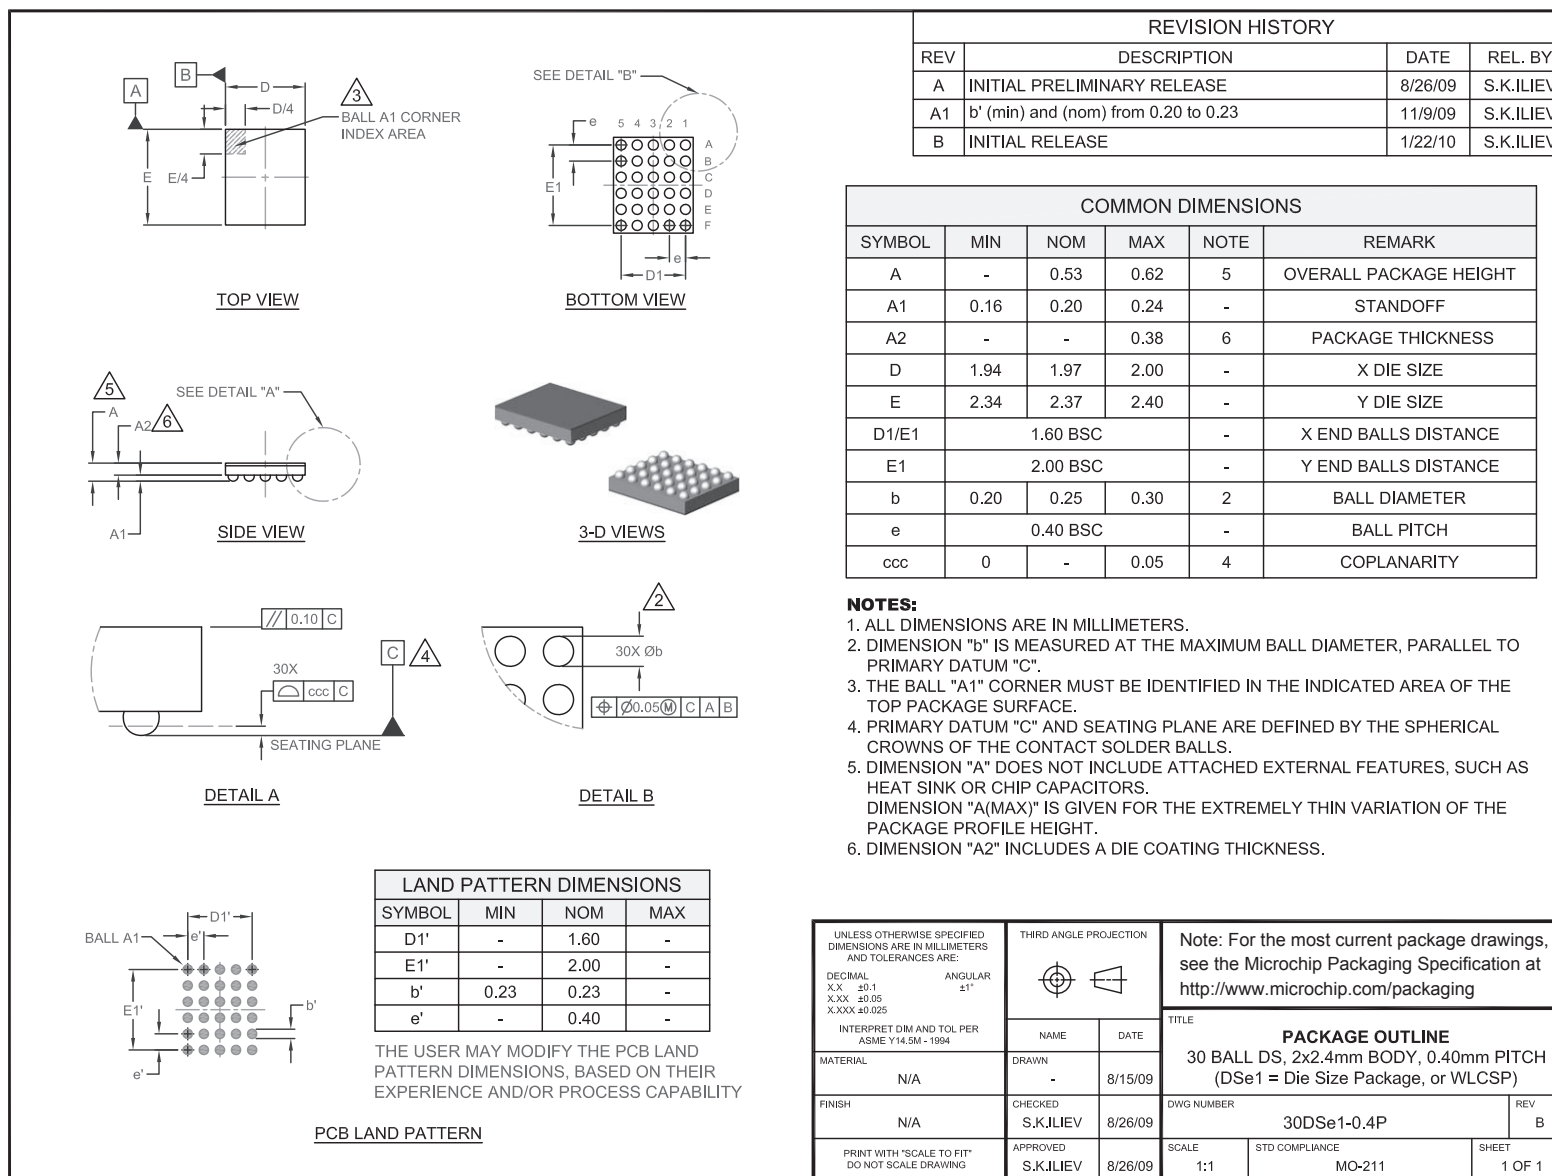 REVISION HISTORY
REV DESCRIPTION DATE REL. BY
A INITIAL PRELIMINARY RELEASE 8/26/09 S.K.ILIEV
A1 b' (min) and (nom) from 0.20 to 0.23 11/9/09 S.K.ILIEV
B INITIAL RELEASE 1/22/10 S.K.ILIEV
A
B
D
D/4
3
BALL A1 CORNER
INDEX AREA
E
E/4
TOP VIEW
SEE DETAIL "B"
e
5 4 3 2 1
A
B
C
D
E
F
E1
e
D1
BOTTOM VIEW
5
A
A2
6
SEE DETAIL "A"
A1
SIDE VIEW
3-D VIEWS
COMMON DIMENSIONS
SYMBOL MIN NOM MAX NOTE REMARK
A - 0.53 0.62 5 OVERALL PACKAGE HEIGHT
A1 0.16 0.20 0.24 - STANDOFF
A2 - - 0.38 6 PACKAGE THICKNESS
D 1.94 1.97 2.00 - X DIE SIZE
E 2.34 2.37 2.40 - Y DIE SIZE
D1/E1 1.60 BSC - X END BALLS DISTANCE
E1 2.00 BSC - Y END BALLS DISTANCE
b 0.20 0.25 0.30 2 BALL DIAMETER
e 0.40 BSC - BALL PITCH
ccc 0 - 0.05 4 COPLANARITY
// 0.10 C
30X
⌓ ccc C
C
4
SEATING PLANE
DETAIL A
2
30X Øb
⌖ Ø0.05Ⓜ C A B
DETAIL B
NOTES:
1. ALL DIMENSIONS ARE IN MILLIMETERS.
2. DIMENSION "b" IS MEASURED AT THE MAXIMUM BALL DIAMETER, PARALLEL TO
PRIMARY DATUM "C".
3. THE BALL "A1" CORNER MUST BE IDENTIFIED IN THE INDICATED AREA OF THE
TOP PACKAGE SURFACE.
4. PRIMARY DATUM "C" AND SEATING PLANE ARE DEFINED BY THE SPHERICAL
CROWNS OF THE CONTACT SOLDER BALLS.
5. DIMENSION "A" DOES NOT INCLUDE ATTACHED EXTERNAL FEATURES, SUCH AS
HEAT SINK OR CHIP CAPACITORS.
DIMENSION "A(MAX)" IS GIVEN FOR THE EXTREMELY THIN VARIATION OF THE
PACKAGE PROFILE HEIGHT.
6. DIMENSION "A2" INCLUDES A DIE COATING THICKNESS.
D1'
BALL A1
e'
E1'
b'
e'
PCB LAND PATTERN
LAND PATTERN DIMENSIONS
SYMBOL MIN NOM MAX
D1' - 1.60 -
E1' - 2.00 -
b' 0.23 0.23 -
e' - 0.40 -
THE USER MAY MODIFY THE PCB LAND
PATTERN DIMENSIONS, BASED ON THEIR
EXPERIENCE AND/OR PROCESS CAPABILITY
UNLESS OTHERWISE SPECIFIED
DIMENSIONS ARE IN MILLIMETERS
AND TOLERANCES ARE:
DECIMAL ANGULAR
X.X ±0.1 ±1°
X.XX ±0.05
X.XXX ±0.025
INTERPRET DIM AND TOL PER
ASME Y14.5M - 1994
MATERIAL
N/A
FINISH
N/A
PRINT WITH "SCALE TO FIT"
DO NOT SCALE DRAWING
THIRD ANGLE PROJECTION
NAME DATE
DRAWN
- 8/15/09
CHECKED
S.K.ILIEV 8/26/09
APPROVED
S.K.ILIEV 8/26/09
Note: For the most current package drawings,
see the Microchip Packaging Specification at
http://www.microchip.com/packaging
TITLE
PACKAGE OUTLINE
30 BALL DS, 2x2.4mm BODY, 0.40mm PITCH
(DSe1 = Die Size Package, or WLCSP)
DWG NUMBER
30DSe1-0.4P
REV
B
SCALE
1:1
STD COMPLIANCE
MO-211
SHEET
1 OF 1